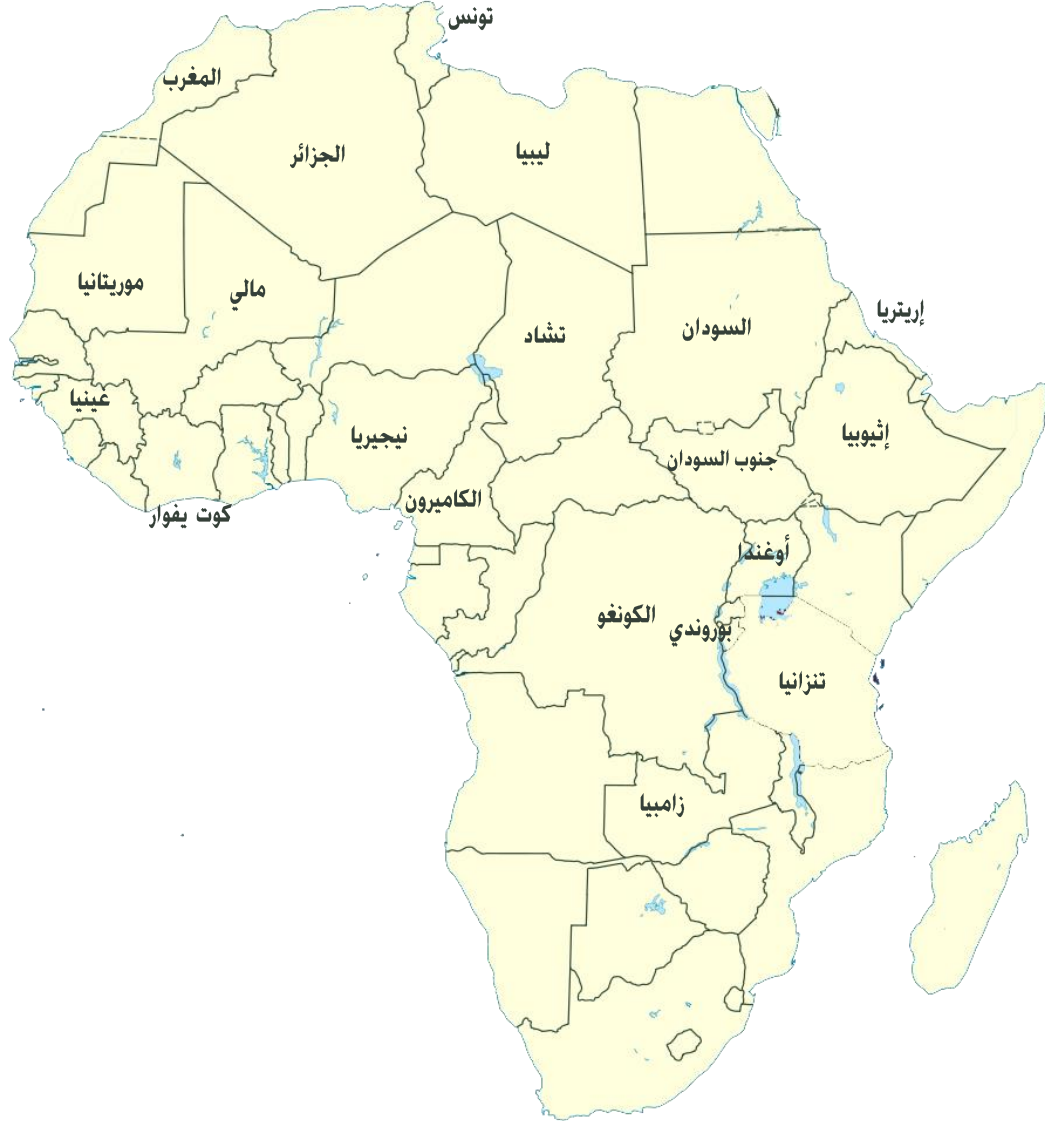 تونس
المغرب
الجزائر
ليبيا
موريتانيا
مالي
تشاد
السودان
إريتريا
غينيا
نيجيريا
إثيوبيا
جنوب السودان
الكاميرون
كوت يفوار
أوغندا
الكونغو
بوروندي
تنزانيا
زامبيا